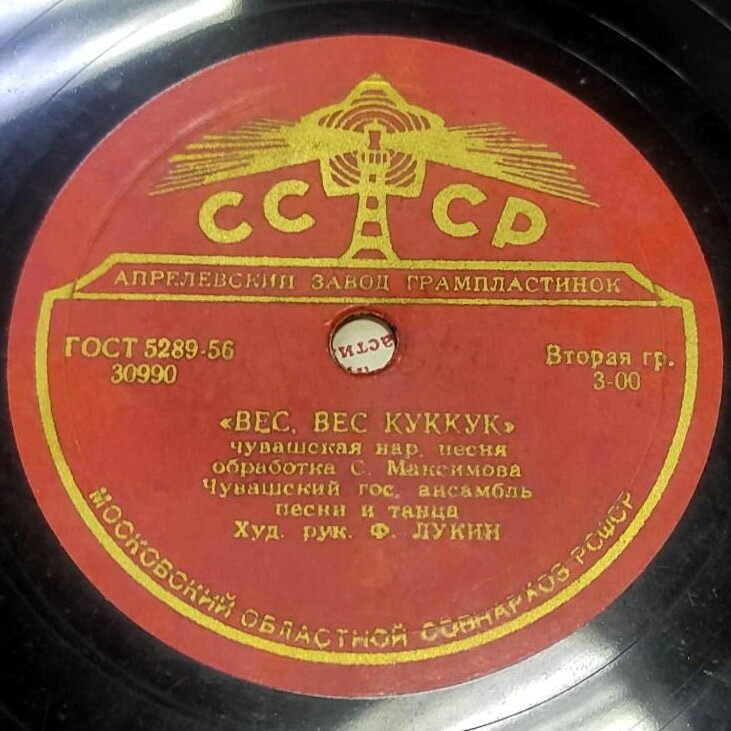 СССР
АПРЕЛЕВСКИЙ ЗАВОД ГРАМПЛАСТИНОК
ГОСТ 5289-56
30990
Вторая гр.
3-00
асти
«ВЕС, ВЕС КУККУК»
чувашская нар. песня
обработка С. Максимова
Чувашский гос. ансамбль
песни и танца
Худ. рук. Ф. ЛУКИН
МОСКОВСКИЙ ОБЛАСТНОЙ СОВНАРХОЗ РСФСР